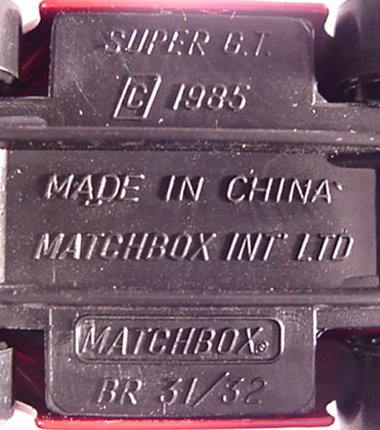 SUPER G.T.
C 1985
MADE IN CHINA
MATCHBOX INT' LTD
MATCHBOX®
BR 31/32